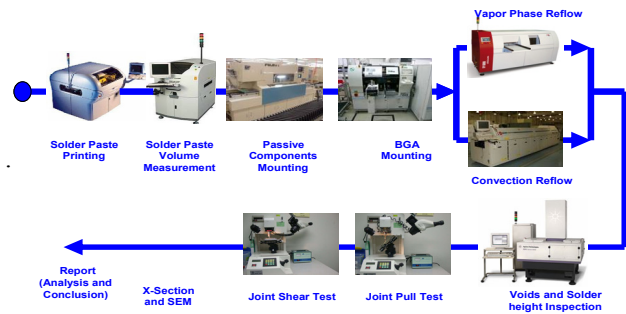 Vapor Phase Reflow
Solder Paste
Printing
Solder Paste
Volume
Measurement
Passive
Components
Mounting
BGA
Mounting
Convection Reflow
Report
(Analysis and
Conclusion)
X-Section
and SEM
Joint Shear Test
Joint Pull Test
Voids and Solder
height Inspection